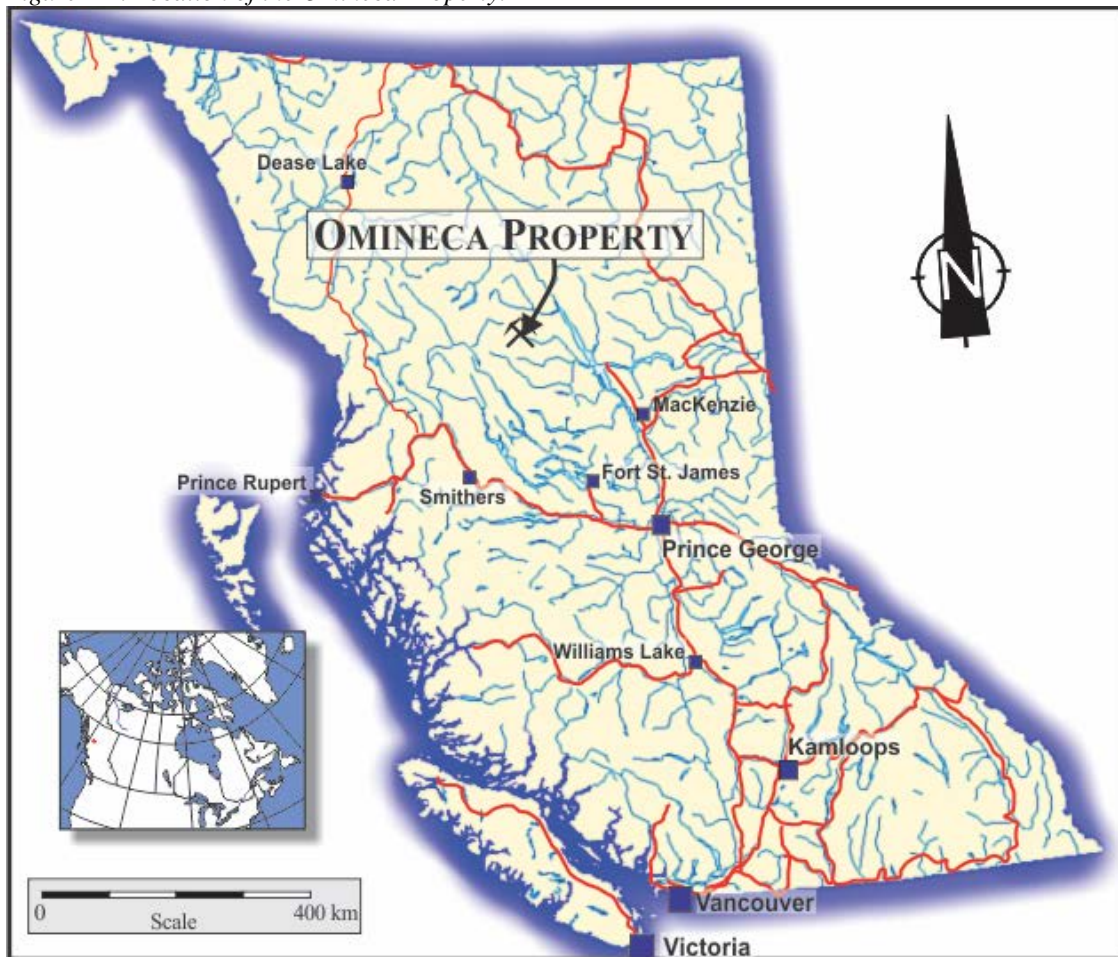 Dease Lake
OMINECA PROPERTY
N
MacKenzie
Prince Rupert
Smithers
Fort St. James
Prince George
Williams Lake
Kamloops
0
400 km
Scale
Vancouver
Victoria